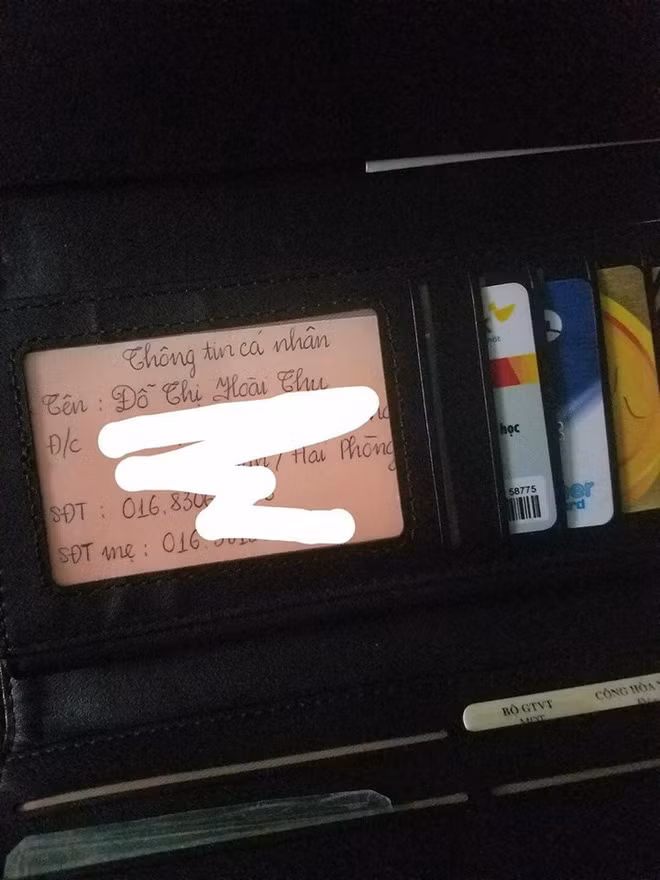 Thông tin cá nhân
Tên : Đỗ Thị Hoài Thu
Đ/c
/ Hải Phòng
SĐT : 016.830
SĐT mẹ : 016.
học
58775
BỘ GTVT
MOT
CỘNG HÒA